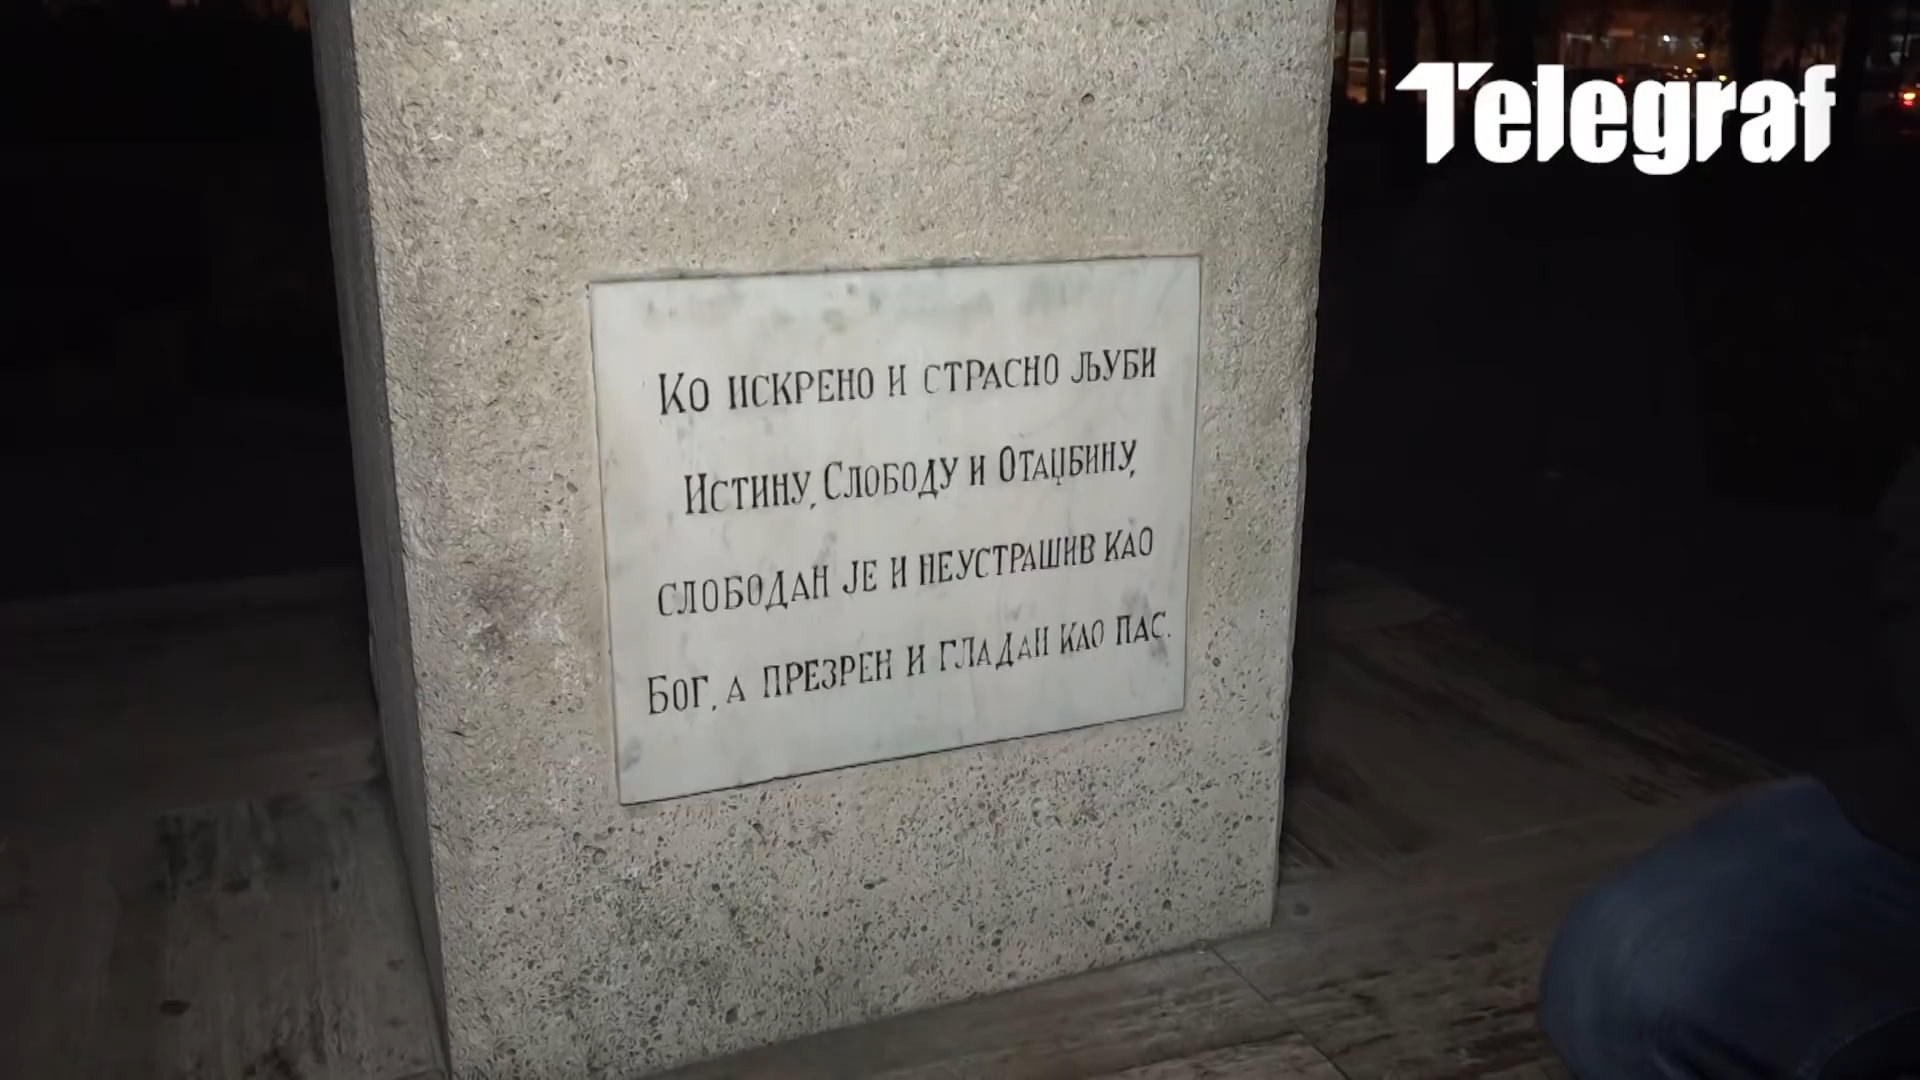 Telegraf
Ко искрено и страсно љуби
Истину, Слободу и Отаџбину,
слободан је и неустрашив као
Бог, а презрен и гладан као пас.